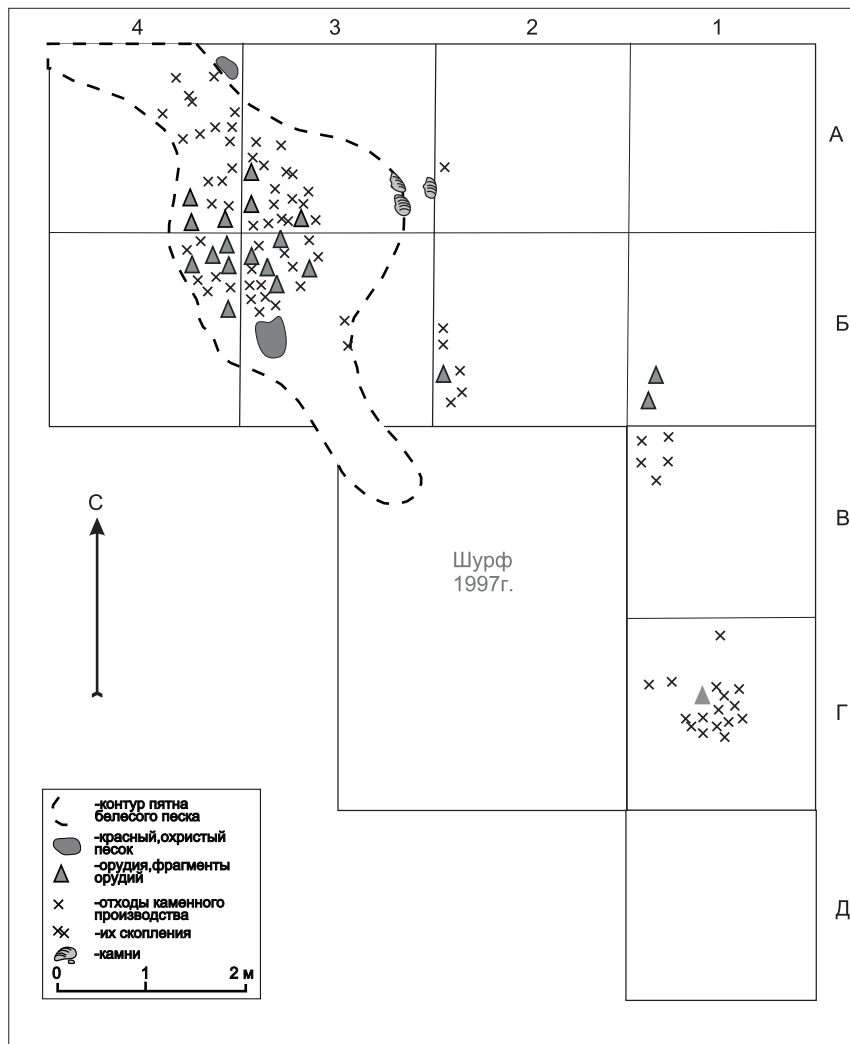 4 3 2 1
А
Б
С
В
Шурф
1997г.
Г
-контур пятна
белесого песка
-красный,охристый
песок
-орудия,фрагменты
орудий
-отходы каменного
производства
-их скопления
-камни
0 1 2 м
Д